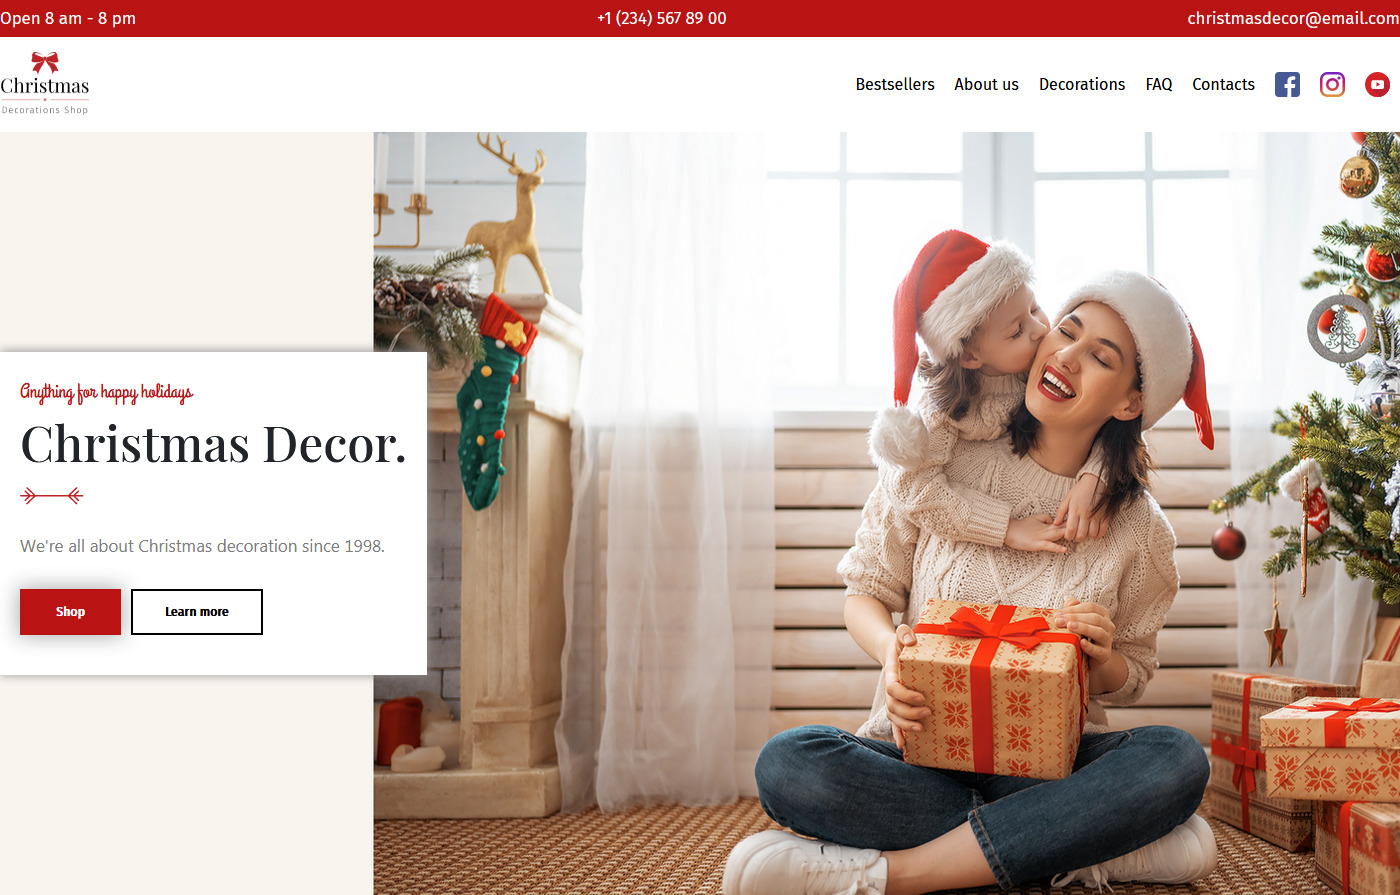 Open 8 am - 8 pm
+1 (234) 567 89 00
christmasdecor@email.com
Christmas
Decorations Shop
Bestsellers
About us
Decorations
FAQ
Contacts
Anything for happy holidays
Christmas Decor.
We're all about Christmas decoration since 1998.
Shop
Learn more